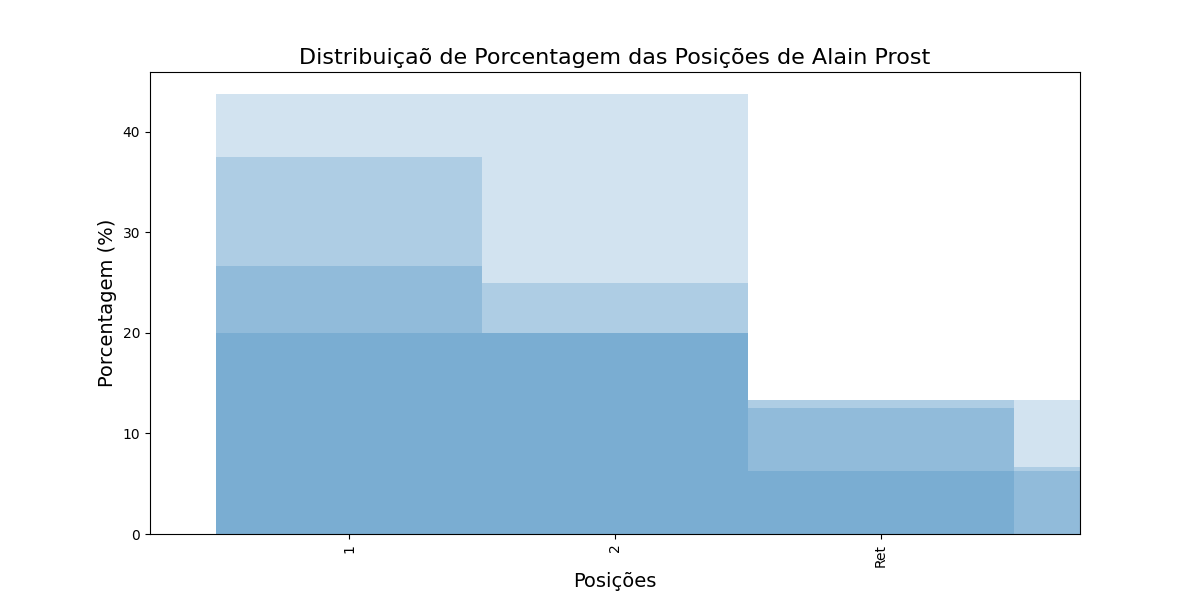 Distribuiçaõ de Porcentagem das Posições de Alain Prost
Porcentagem (%)
40
30
20
10
0
1
2
Ret
Posições